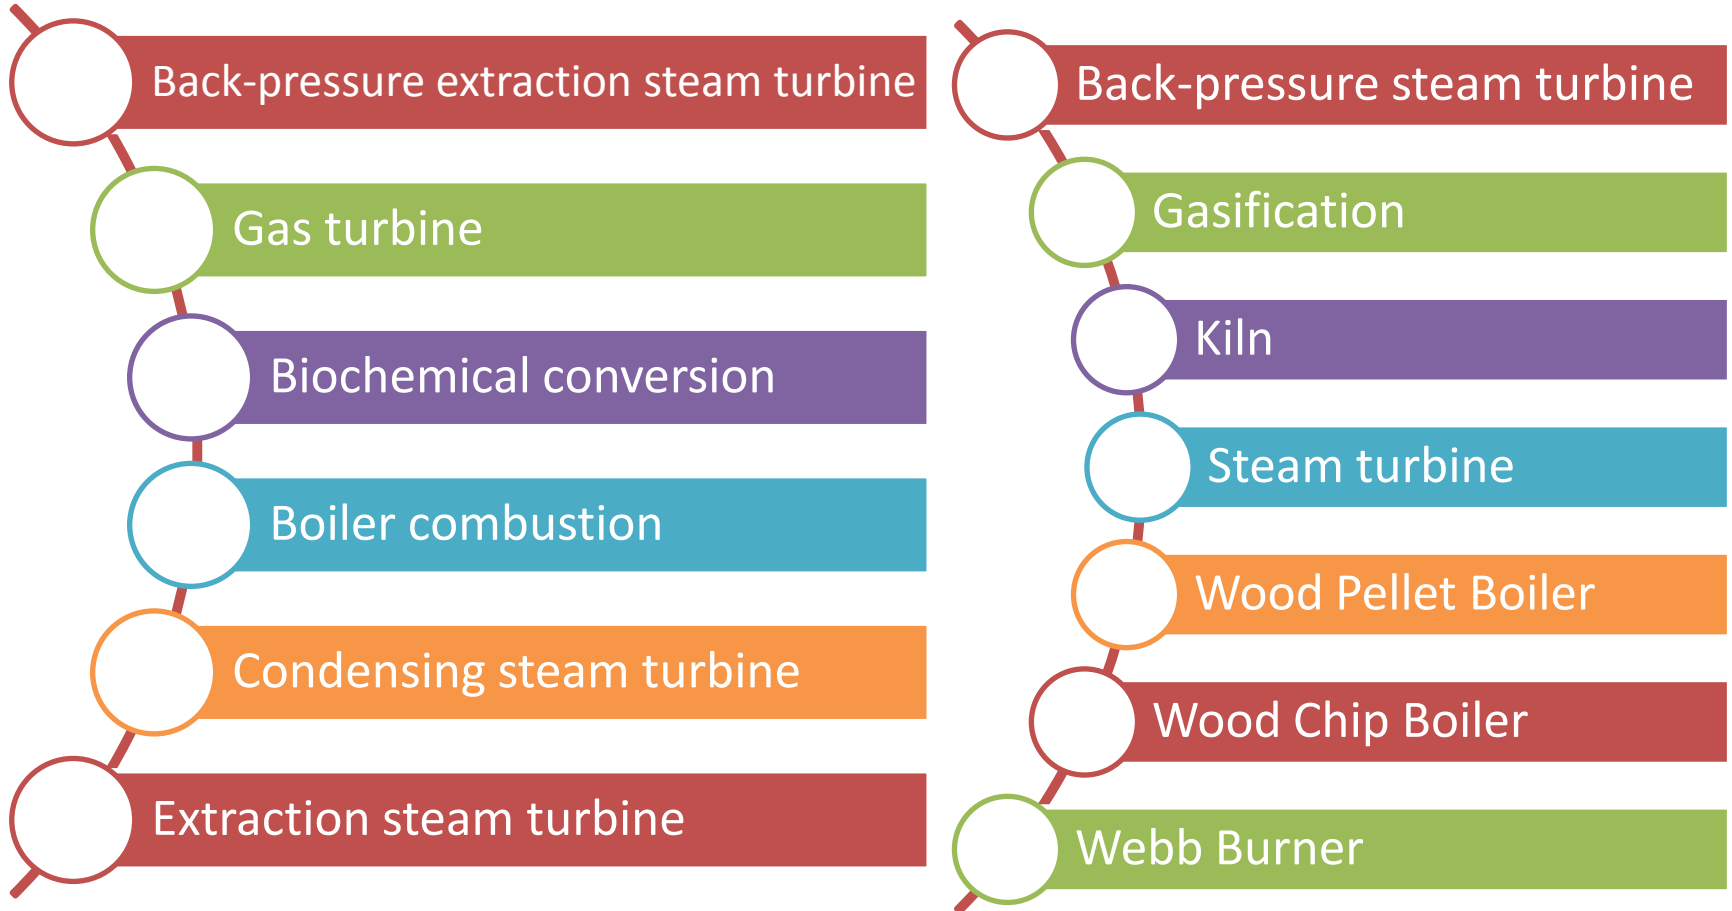 Back-pressure extraction steam turbine
Gas turbine
Biochemical conversion
Boiler combustion
Condensing steam turbine
Extraction steam turbine
Back-pressure steam turbine
Gasification
Kiln
Steam turbine
Wood Pellet Boiler
Wood Chip Boiler
Webb Burner